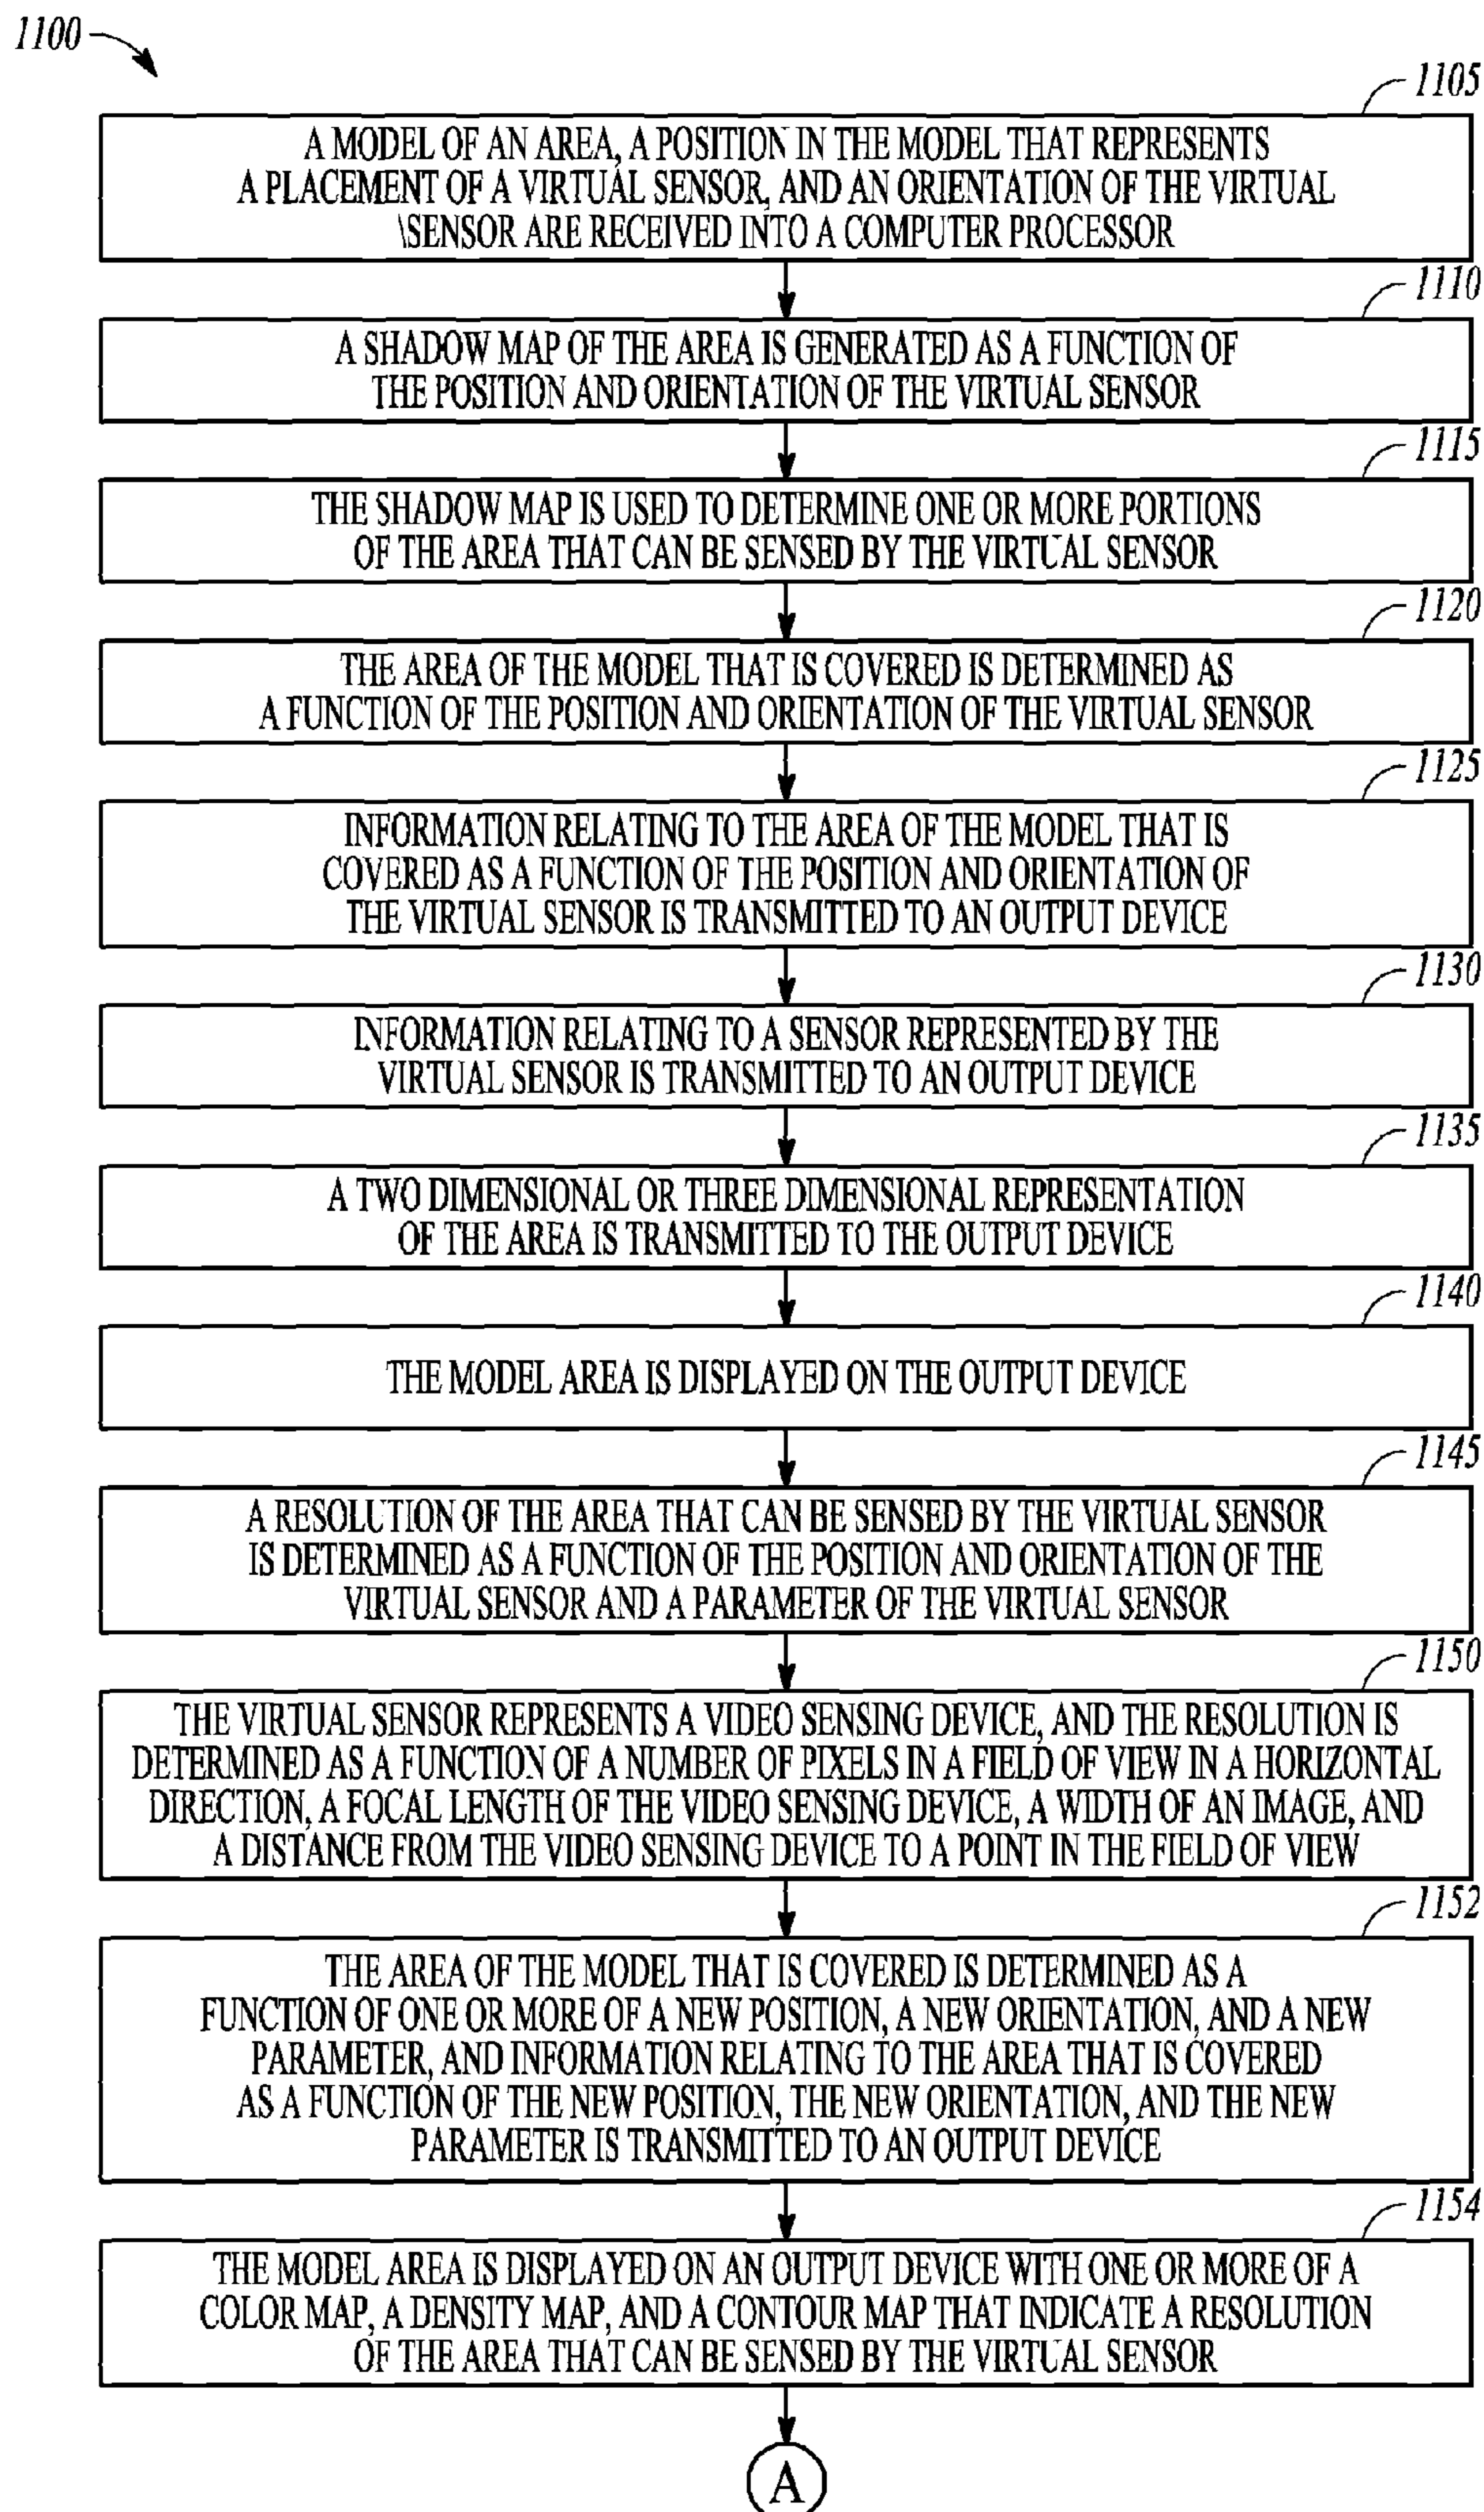 1100
1105
A MODEL OF AN AREA, A POSITION IN THE MODEL THAT REPRESENTS
A PLACEMENT OF A VIRTUAL SENSOR, AND AN ORIENTATION OF THE VIRTUAL
\SENSOR ARE RECEIVED INTO A COMPUTER PROCESSOR
1110
A SHADOW MAP OF THE AREA IS GENERATED AS A FUNCTION OF
THE POSITION AND ORIENTATION OF THE VIRTUAL SENSOR
1115
THE SHADOW MAP IS USED TO DETERMINE ONE OR MORE PORTIONS
OF THE AREA THAT CAN BE SENSED BY THE VIRTUAL SENSOR
1120
THE AREA OF THE MODEL THAT IS COVERED IS DETERMINED AS
A FUNCTION OF THE POSITION AND ORIENTATION OF THE VIRTUAL SENSOR
1125
INFORMATION RELATING TO THE AREA OF THE MODEL THAT IS
COVERED AS A FUNCTION OF THE POSITION AND ORIENTATION OF
THE VIRTUAL SENSOR IS TRANSMITTED TO AN OUTPUT DEVICE
1130
INFORMATION RELATING TO A SENSOR REPRESENTED BY THE
VIRTUAL SENSOR IS TRANSMITTED TO AN OUTPUT DEVICE
1135
A TWO DIMENSIONAL OR THREE DIMENSIONAL REPRESENTATION
OF THE AREA IS TRANSMITTED TO THE OUTPUT DEVICE
1140
THE MODEL AREA IS DISPLAYED ON THE OUTPUT DEVICE
1145
A RESOLUTION OF THE AREA THAT CAN BE SENSED BY THE VIRTUAL SENSOR
IS DETERMINED AS A FUNCTION OF THE POSITION AND ORIENTATION OF THE
VIRTUAL SENSOR AND A PARAMETER OF THE VIRTUAL SENSOR
1150
THE VIRTUAL SENSOR REPRESENTS A VIDEO SENSING DEVICE, AND THE RESOLUTION IS
DETERMINED AS A FUNCTION OF A NUMBER OF PIXELS IN A FIELD OF VIEW IN A HORIZONTAL
DIRECTION, A FOCAL LENGTH OF THE VIDEO SENSING DEVICE, A WIDTH OF AN IMAGE, AND
A DISTANCE FROM THE VIDEO SENSING DEVICE TO A POINT IN THE FIELD OF VIEW
1152
THE AREA OF THE MODEL THAT IS COVERED IS DETERMINED AS A
FUNCTION OF ONE OR MORE OF A NEW POSITION, A NEW ORIENTATION, AND A NEW
PARAMETER, AND INFORMATION RELATING TO THE AREA THAT IS COVERED
AS A FUNCTION OF THE NEW POSITION, THE NEW ORIENTATION, AND THE NEW
PARAMETER IS TRANSMITTED TO AN OUTPUT DEVICE
1154
THE MODEL AREA IS DISPLAYED ON AN OUTPUT DEVICE WITH ONE OR MORE OF A
COLOR MAP, A DENSITY MAP, AND A CONTOUR MAP THAT INDICATE A RESOLUTION
OF THE AREA THAT CAN BE SENSED BY THE VIRTUAL SENSOR
A